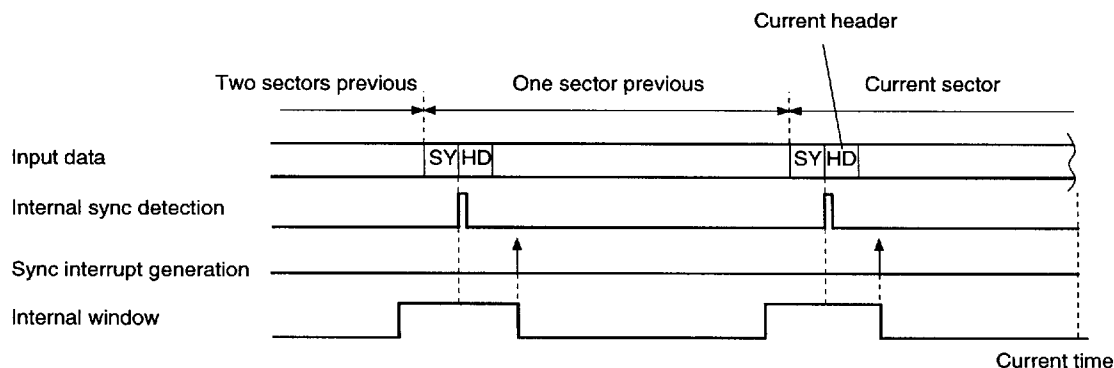 Current header
Two sectors previous
One sector previous
Current sector
Input data
SY HD
SY HD
Internal sync detection
Sync interrupt generation
Internal window
Current time